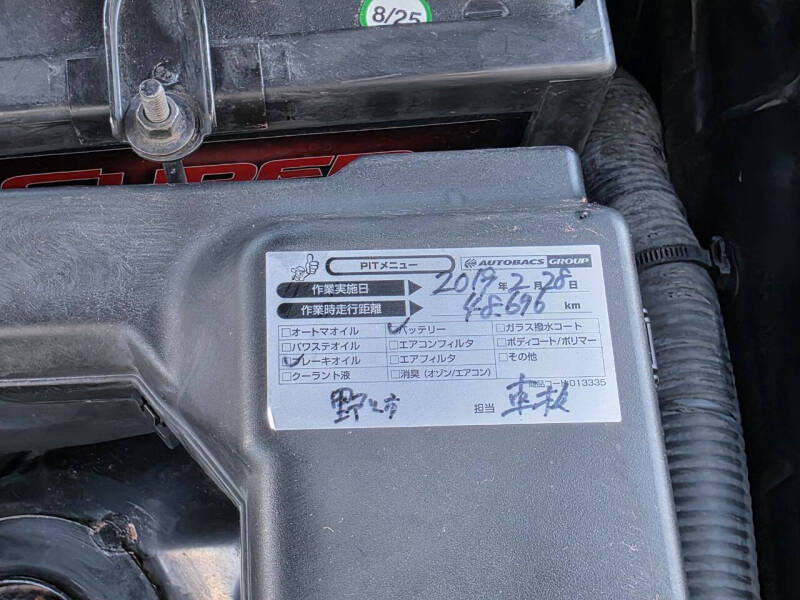 8/25
SUPER
PITメニュー AUTOBACS GROUP
作業実施日 2019年2月28日
作業時走行距離 48.696 km
□オートマオイル ☑バッテリー □ガラス撥水コート
□パワステオイル □エアコンフィルタ □ボディコート/ポリマー
☑ブレーキオイル □エアフィルタ □その他
□クーラント液 □消臭（オゾン/エアコン）
商品コード013335
野々市 担当